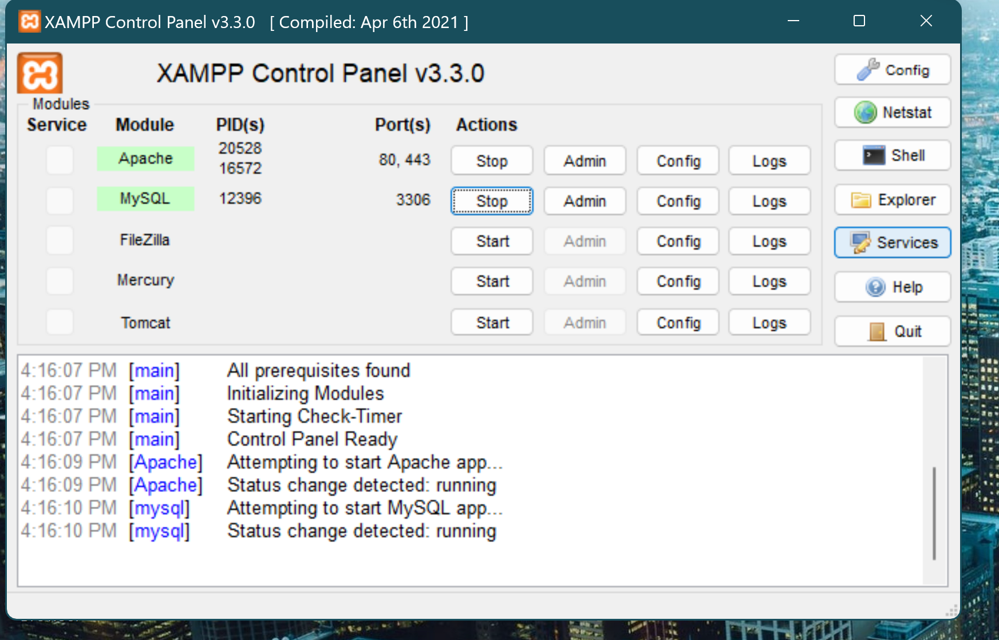 XAMPP Control Panel v3.3.0 [ Compiled: Apr 6th 2021 ]
XAMPP Control Panel v3.3.0
Config
Modules
Netstat
Service Module PID(s) Port(s) Actions
Apache 20528 16572 80, 443 Stop Admin Config Logs
Shell
MySQL 12396 3306 Stop Admin Config Logs
Explorer
FileZilla Start Admin Config Logs
Services
Mercury Start Admin Config Logs
Help
Tomcat Start Admin Config Logs
Quit
4:16:07 PM [main] All prerequisites found
4:16:07 PM [main] Initializing Modules
4:16:07 PM [main] Starting Check-Timer
4:16:07 PM [main] Control Panel Ready
4:16:09 PM [Apache] Attempting to start Apache app...
4:16:09 PM [Apache] Status change detected: running
4:16:10 PM [mysql] Attempting to start MySQL app...
4:16:10 PM [mysql] Status change detected: running